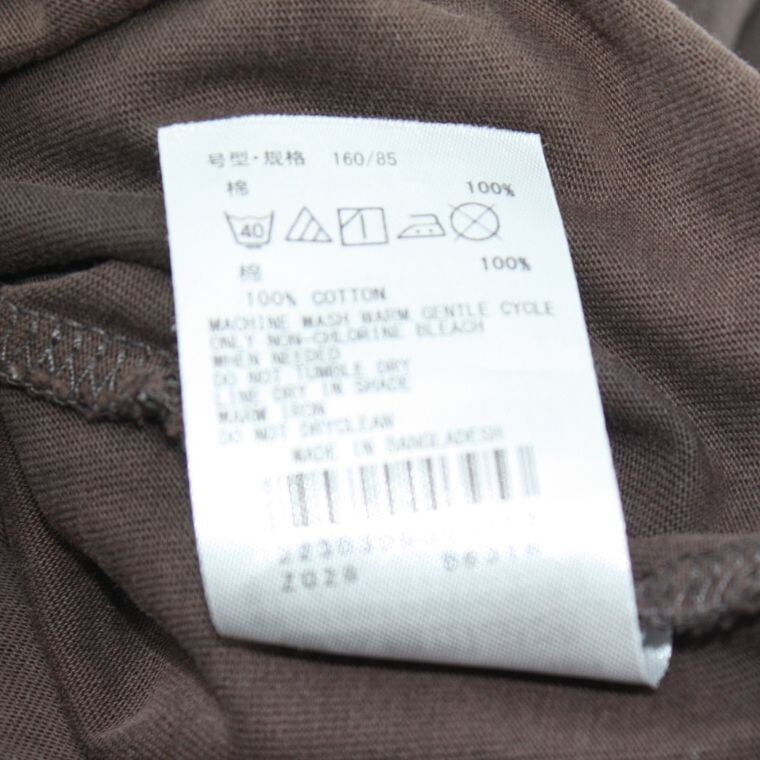 号型·规格 160/85
棉 100%
40
棉 100%
100% COTTON
MACHINE WASH WARM GENTLE CYCLE
ONLY NON-CHLORINE BLEACH
WHEN NEEDED
DO NOT TUMBLE DRY
LINE DRY IN SHADE
WARM IRON
DO NOT DRYCLEAN
MADE IN BANGLADESH